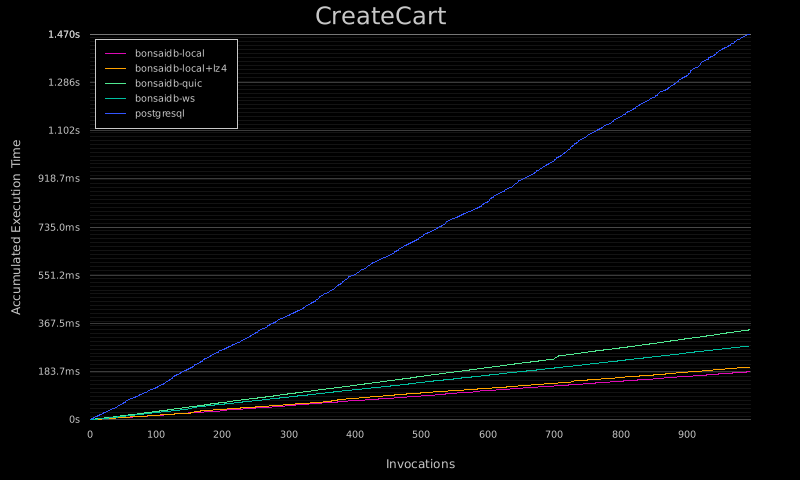 CreateCart
1.470s
bonsaidb-local
bonsaidb-local+lz4
bonsaidb-quic
bonsaidb-ws
postgresql
1.286s
1.102s
918.7ms
735.0ms
551.2ms
367.5ms
183.7ms
0s
Accumulated Execution Time
0 100 200 300 400 500 600 700 800 900
Invocations